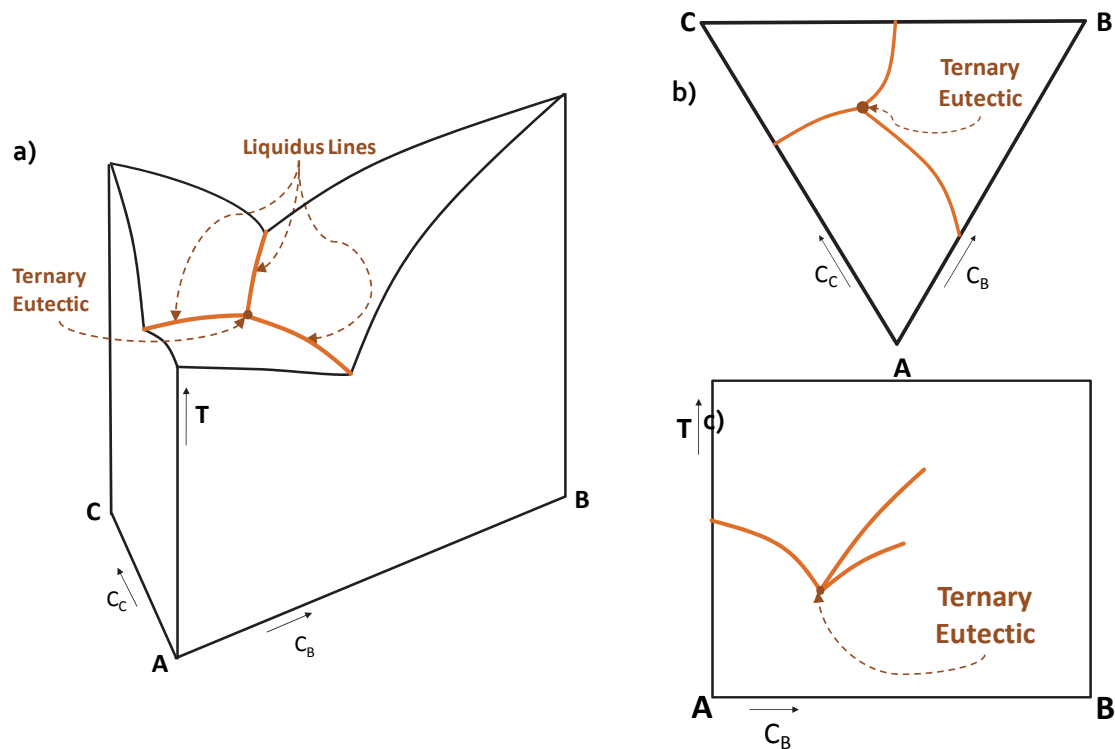 a)
Liquidus Lines
Ternary
Eutectic
T
C
B
C_C
A
C_B
C
B
b)
Ternary
Eutectic
C_C
C_B
A
T
c)
Ternary
Eutectic
A
B
C_B